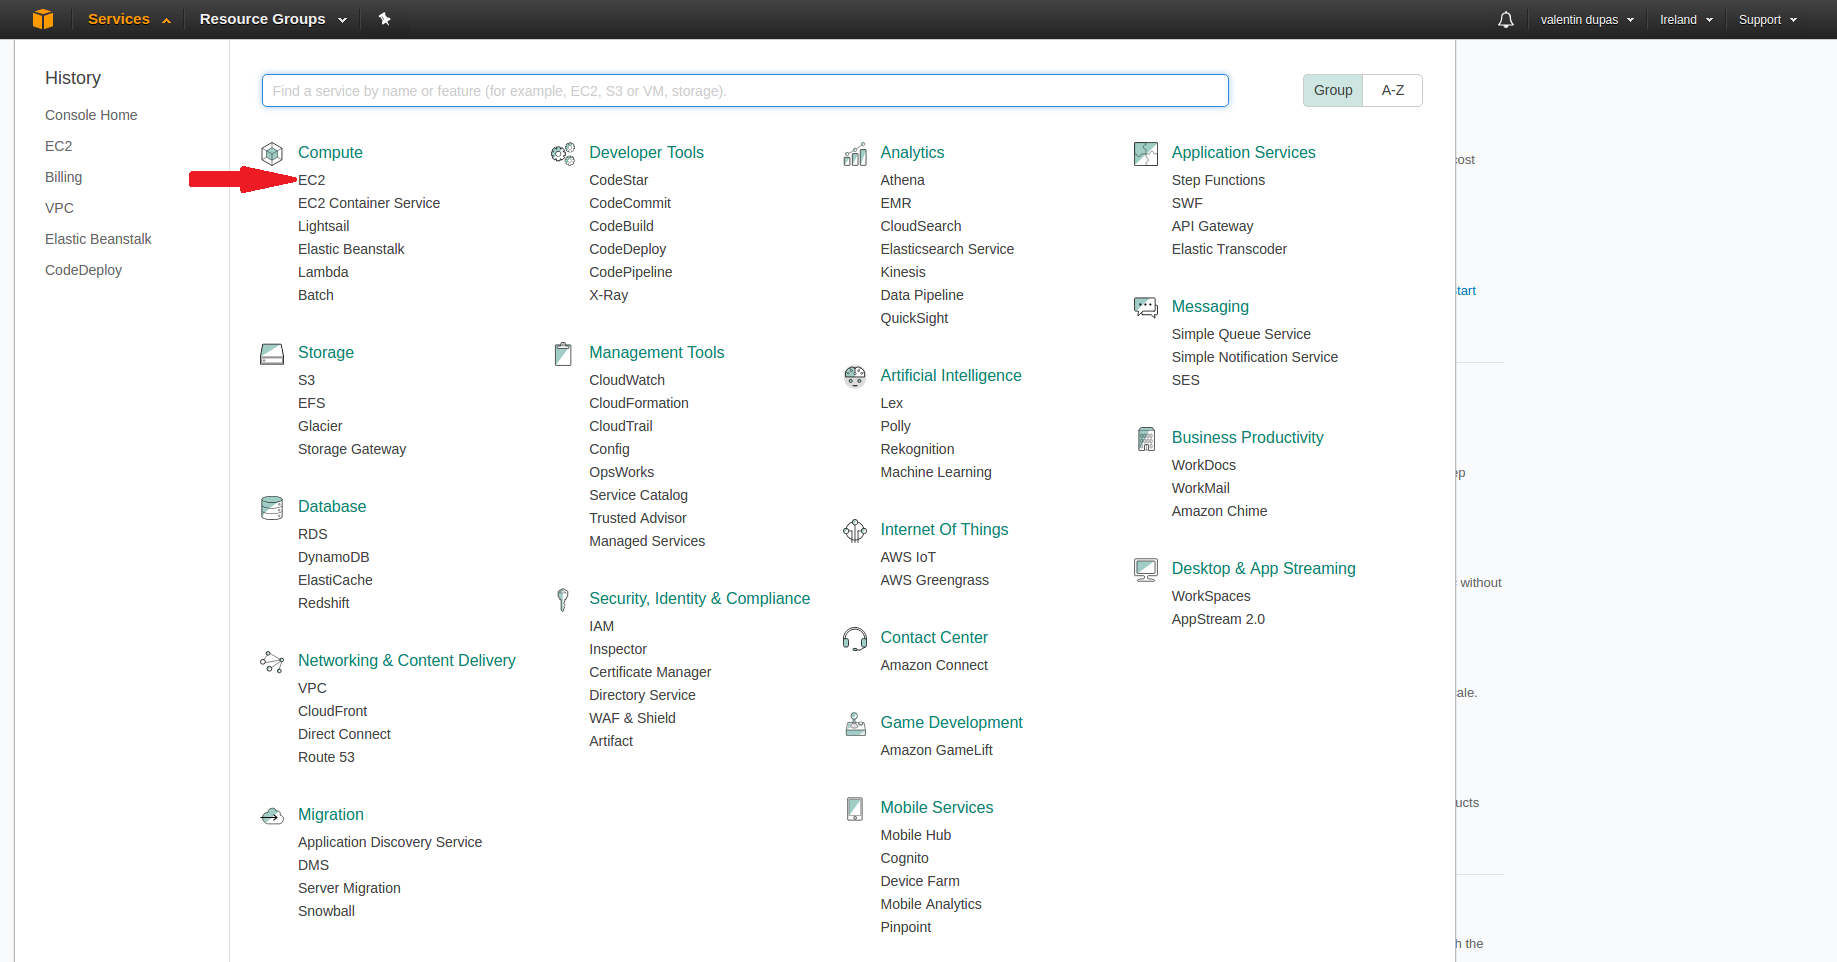 Services
Resource Groups
valentin dupas
Ireland
Support
History
Console Home
EC2
Billing
VPC
Elastic Beanstalk
CodeDeploy
Find a service by name or feature (for example, EC2, S3 or VM, storage).
Group
A-Z
Compute
EC2
EC2 Container Service
Lightsail
Elastic Beanstalk
Lambda
Batch
Storage
S3
EFS
Glacier
Storage Gateway
Database
RDS
DynamoDB
ElastiCache
Redshift
Networking & Content Delivery
VPC
CloudFront
Direct Connect
Route 53
Migration
Application Discovery Service
DMS
Server Migration
Snowball
Developer Tools
CodeStar
CodeCommit
CodeBuild
CodeDeploy
CodePipeline
X-Ray
Management Tools
CloudWatch
CloudFormation
CloudTrail
Config
OpsWorks
Service Catalog
Trusted Advisor
Managed Services
Security, Identity & Compliance
IAM
Inspector
Certificate Manager
Directory Service
WAF & Shield
Artifact
Analytics
Athena
EMR
CloudSearch
Elasticsearch Service
Kinesis
Data Pipeline
QuickSight
Artificial Intelligence
Lex
Polly
Rekognition
Machine Learning
Internet Of Things
AWS IoT
AWS Greengrass
Contact Center
Amazon Connect
Game Development
Amazon GameLift
Mobile Services
Mobile Hub
Cognito
Device Farm
Mobile Analytics
Pinpoint
Application Services
Step Functions
SWF
API Gateway
Elastic Transcoder
Messaging
Simple Queue Service
Simple Notification Service
SES
Business Productivity
WorkDocs
WorkMail
Amazon Chime
Desktop & App Streaming
WorkSpaces
AppStream 2.0
without
the